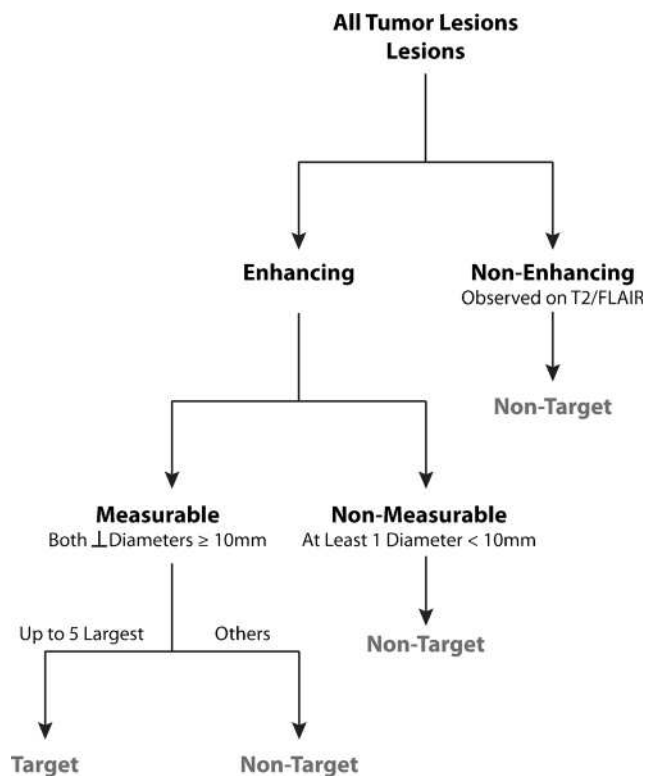 All Tumor Lesions
Lesions
Enhancing
Non-Enhancing
Observed on T2/FLAIR
Non-Target
Measurable
Both ⊥ Diameters ≥ 10mm
Non-Measurable
At Least 1 Diameter < 10mm
Up to 5 Largest
Others
Non-Target
Target
Non-Target